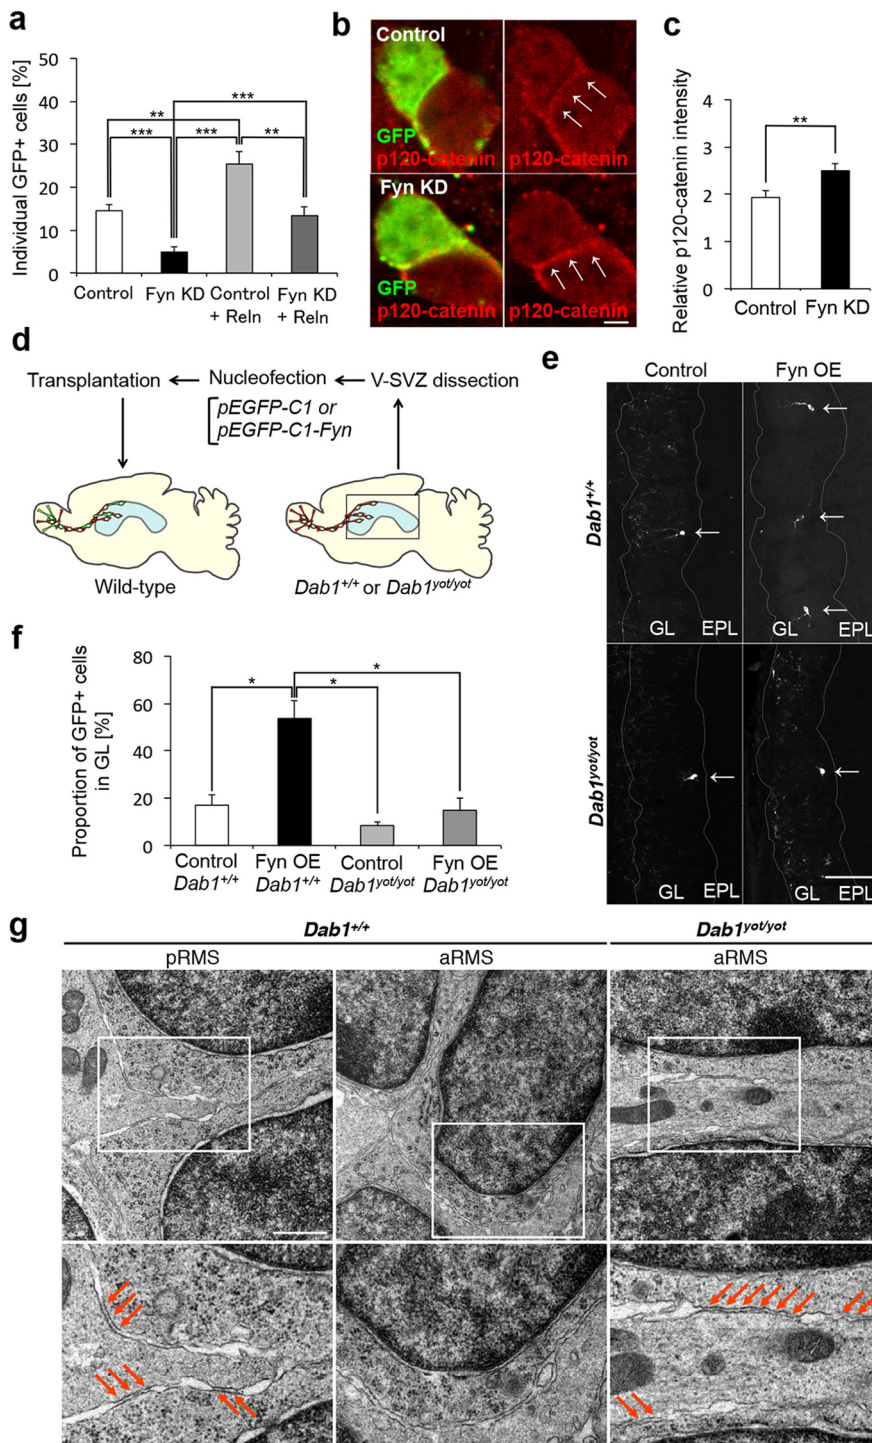 a
Individual GFP+ cells [%]
50
40
30
20
10
0
**
***
***
***
**
Control
Fyn KD
Control
+ Reln
Fyn KD
+ Reln
b
Control
GFP
p120-catenin
p120-catenin
Fyn KD
GFP
p120-catenin
p120-catenin
c
Relative p120-catenin intensity
4
3
2
1
0
**
Control
Fyn KD
d
Transplantation
Nucleofection
V-SVZ dissection
pEGFP-C1 or
pEGFP-C1-Fyn
Wild-type
Dab1+/+ or Dab1yot/yot
e
Control
Fyn OE
Dab1+/+
GL
EPL
GL
EPL
Dab1yot/yot
GL
EPL
GL
EPL
f
Proportion of GFP+ cells
in GL [%]
80
60
40
20
0
*
*
*
Control
Dab1+/+
Fyn OE
Dab1+/+
Control
Dab1yot/yot
Fyn OE
Dab1yot/yot
g
Dab1+/+
Dab1yot/yot
pRMS
aRMS
aRMS